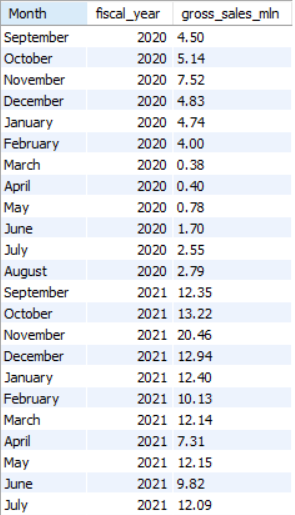 Month fiscal_year gross_sales_mln
September 2020 4.50
October 2020 5.14
November 2020 7.52
December 2020 4.83
January 2020 4.74
February 2020 4.00
March 2020 0.38
April 2020 0.40
May 2020 0.78
June 2020 1.70
July 2020 2.55
August 2020 2.79
September 2021 12.35
October 2021 13.22
November 2021 20.46
December 2021 12.94
January 2021 12.40
February 2021 10.13
March 2021 12.14
April 2021 7.31
May 2021 12.15
June 2021 9.82
July 2021 12.09